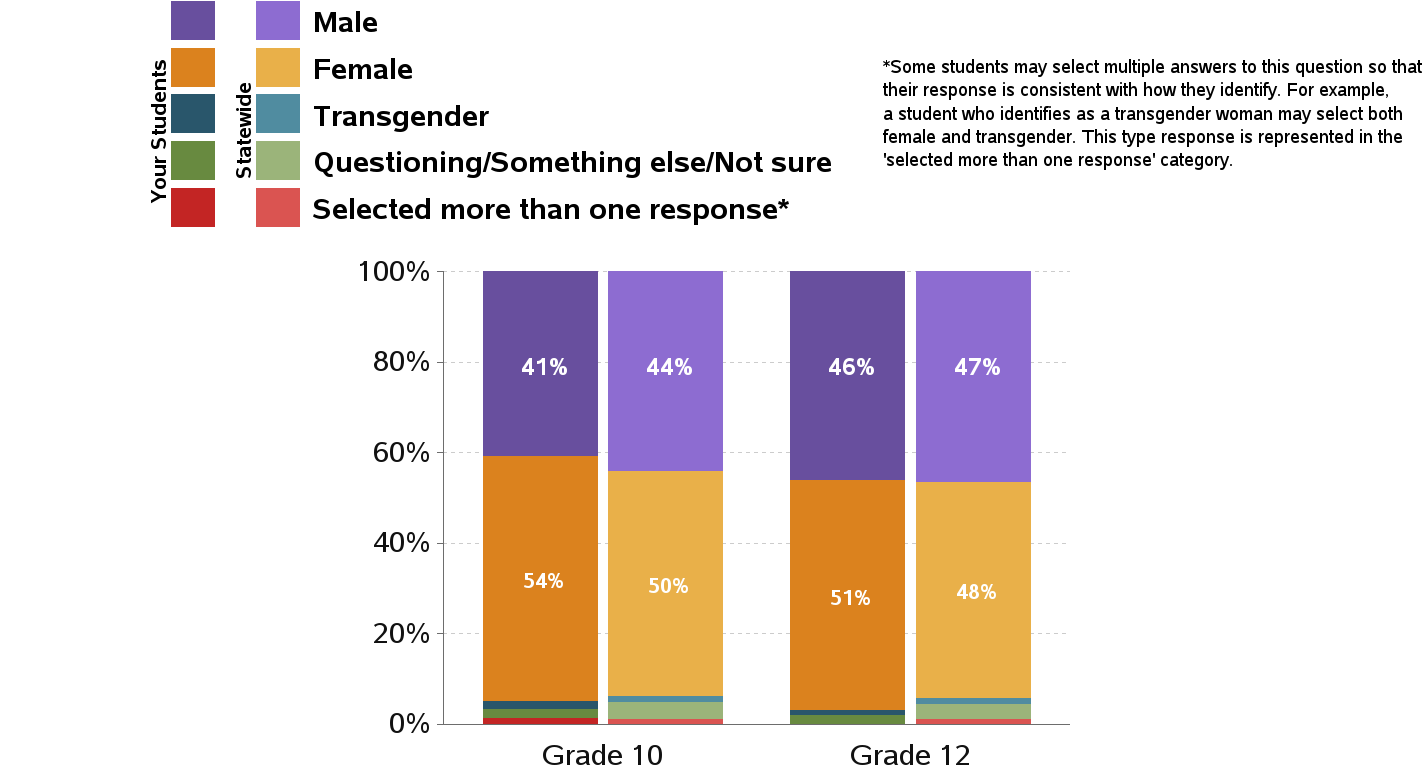 Your Students
Statewide
Male
Female
Transgender
Questioning/Something else/Not sure
Selected more than one response*
*Some students may select multiple answers to this question so that
their response is consistent with how they identify. For example,
a student who identifies as a transgender woman may select both
female and transgender. This type response is represented in the
'selected more than one response' category.
100%
80%
60%
40%
20%
0%
41%
44%
46%
47%
54%
50%
51%
48%
Grade 10
Grade 12